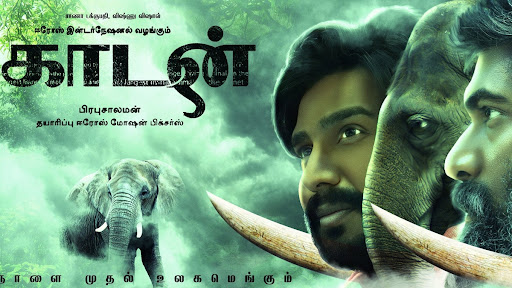 ராணா டக்குபதி, விஷ்ணு விஷால்
ஈரோஸ் இன்டர்நேஷனல் வழங்கும்
காடன்
பிரபுசாலமன்
தயாரிப்பு ஈரோஸ் மோஷன் பிக்சர்ஸ்
நாளை முதல் உலகமெங்கும்